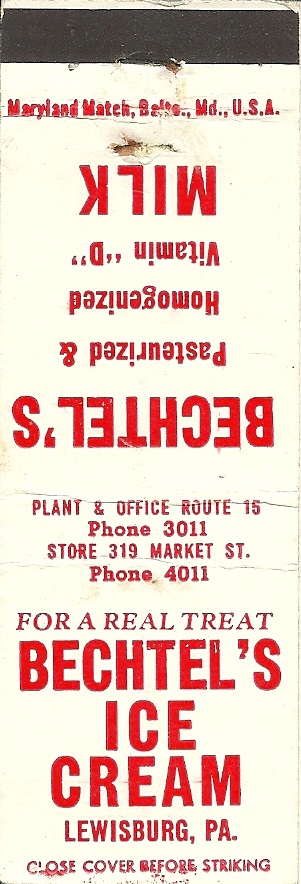 Maryland Match, Balto., Md., U.S.A.
BECHTEL'S
Pasteurized &
Homogenized
Vitamin "D"
MILK
PLANT & OFFICE ROUTE 15
Phone 3011
STORE 319 MARKET ST.
Phone 4011
FOR A REAL TREAT
BECHTEL'S
ICE
CREAM
LEWISBURG, PA.
CLOSE COVER BEFORE STRIKING